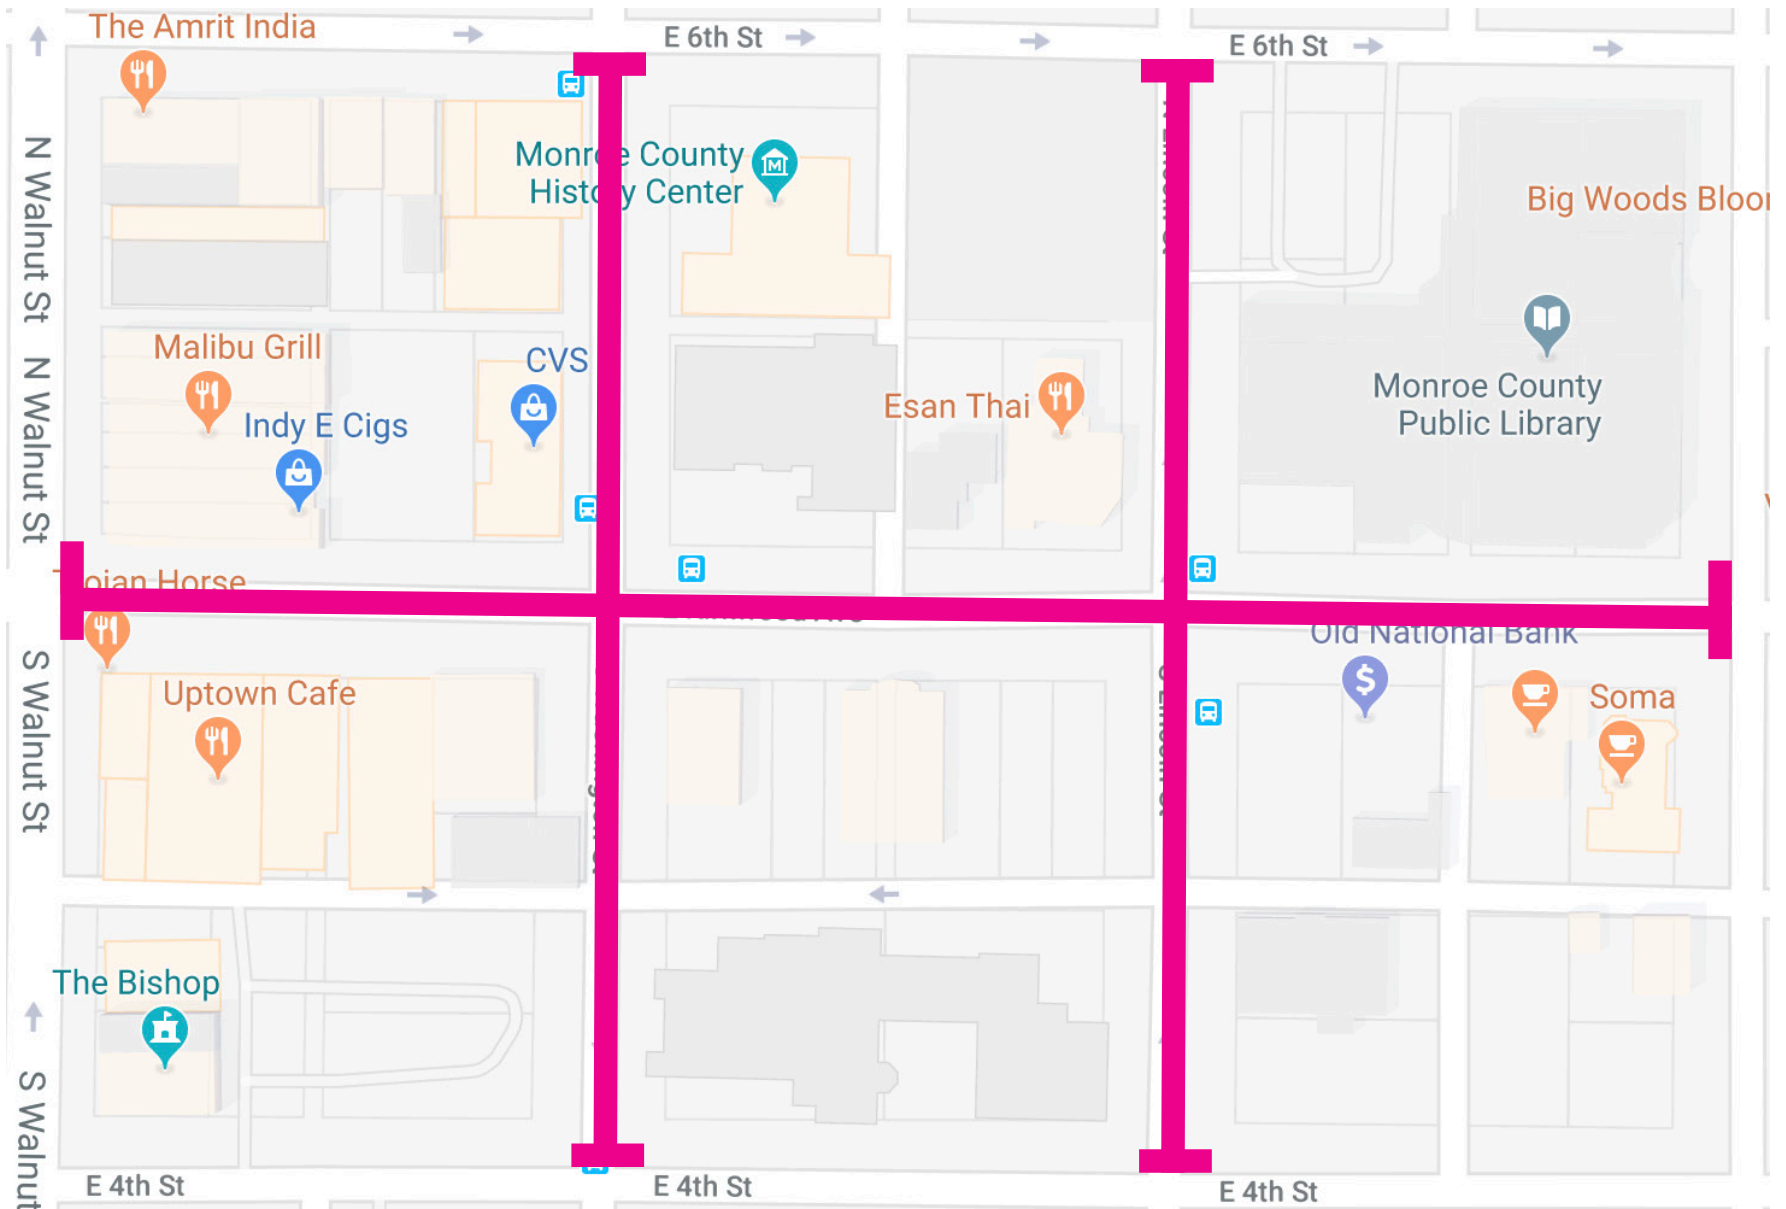 The Amrit India
E 6th St
E 6th St
N Walnut St
Monroe County
History Center
Big Woods Bloo
Malibu Grill
CVS
Indy E Cigs
Esan Thai
Monroe County
Public Library
N Walnut St
Trojan Horse
Old National Bank
S Walnut St
Uptown Cafe
Soma
The Bishop
S Walnut
E 4th St
E 4th St
E 4th St